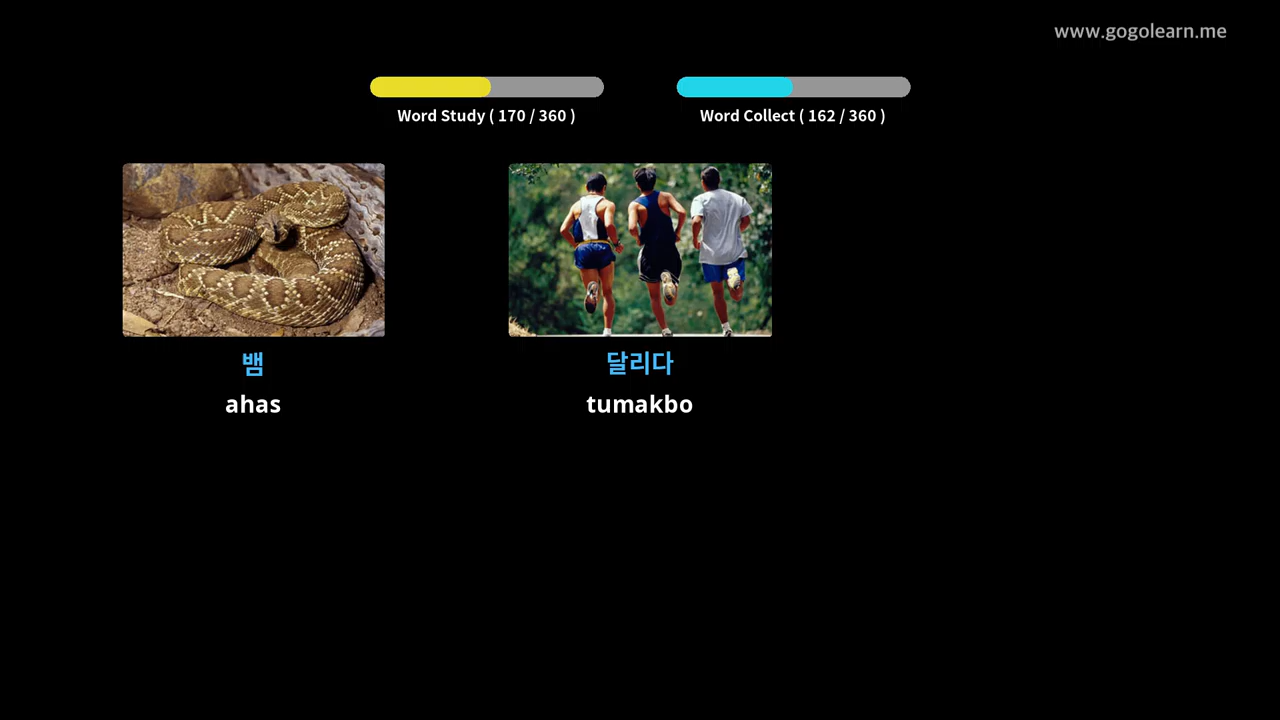 www.gogolearn.me
Word Study ( 170 / 360 )
Word Collect ( 162 / 360 )
뱀
달리다
ahas
tumakbo